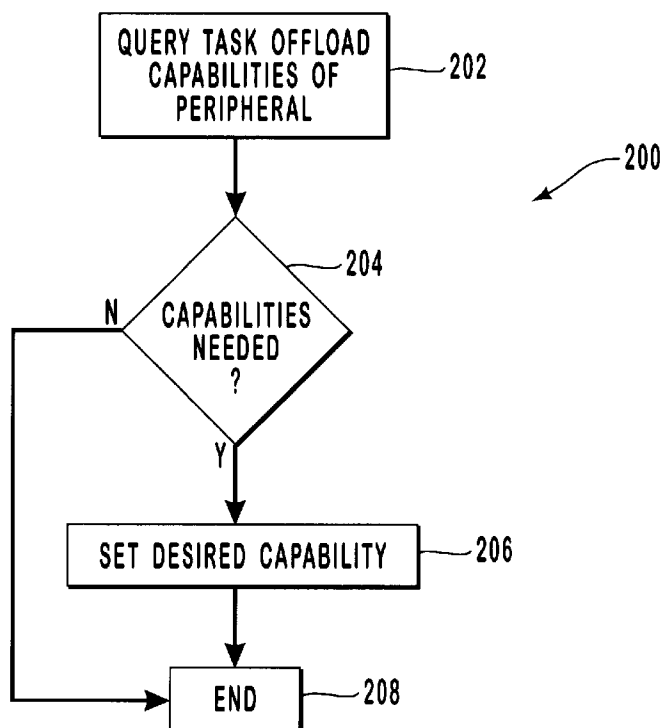 QUERY TASK OFFLOAD
CAPABILITIES OF
PERIPHERAL
202
200
204
N
CAPABILITIES
NEEDED
?
Y
SET DESIRED CAPABILITY
206
END
208